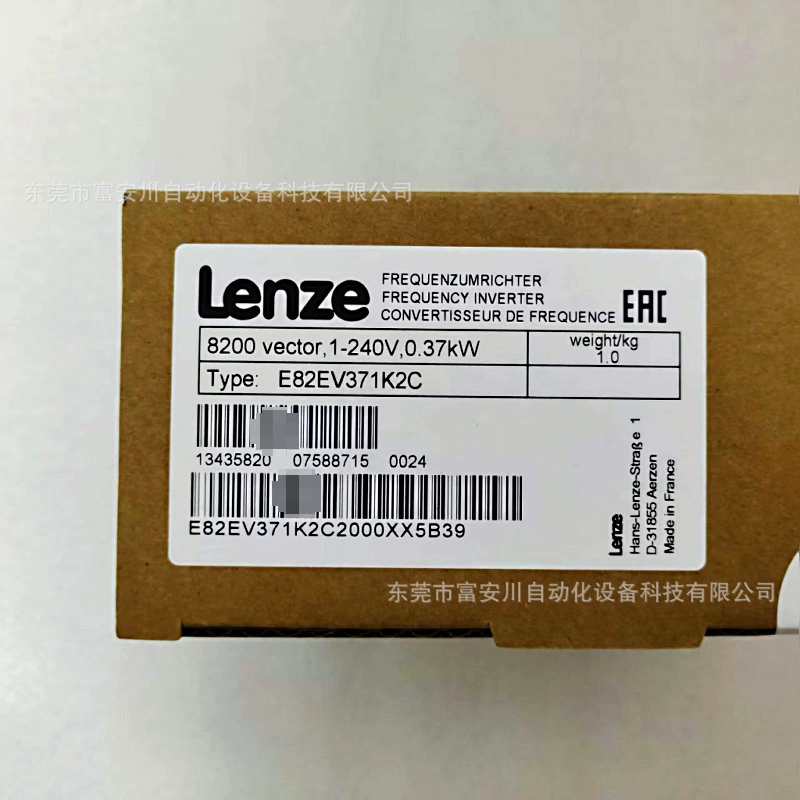 东莞市富安川自动化设备科技有限公司
Lenze
FREQUENZUMRICHTER
FREQUENCY INVERTER
CONVERTISSEUR DE FREQUENCE
EAC
8200 vector,1-240V,0.37kW
weight/kg
1.0
Type: E82EV371K2C
13435820 07588715 0024
E82EV371K2C2000XX5B39
Lenze
Hans-Lenze-Straße 1
D-31855 Aerzen
Made in France
东莞市富安川自动化设备科技有限公司